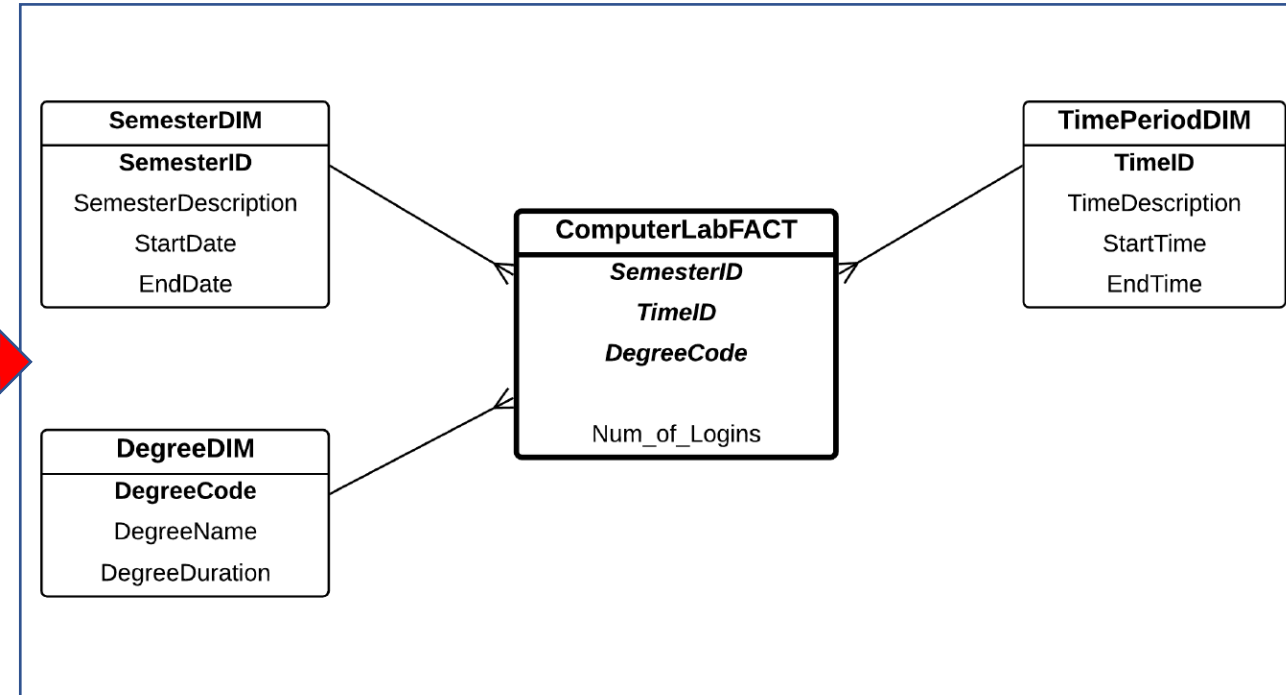 SemesterDIM
SemesterID
SemesterDescription
StartDate
EndDate
DegreeDIM
DegreeCode
DegreeName
DegreeDuration
ComputerLabFACT
SemesterID
TimeID
DegreeCode
Num_of_Logins
TimePeriodDIM
TimeID
TimeDescription
StartTime
EndTime